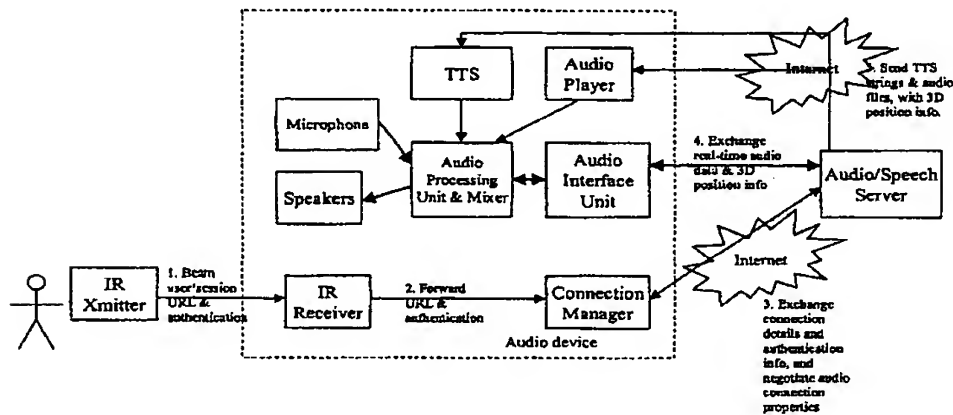 TTS
Audio
Player
Internet
Send TTS
strings & audio
files, with 3D
position info.
Microphone
Audio
Processing
Unit & Mixer
Audio
Interface
Unit
4. Exchange
real-time audio
data & 3D
position info
Audio/Speech
Server
Speakers
IR
Xmitter
1. Beam
user/session
URL &
authentication
IR
Receiver
2. Forward
URL &
authentication
Connection
Manager
Internet
Audio device
3. Exchange
connection
details and
authentication
info, and
negotiate audio
connection
properties